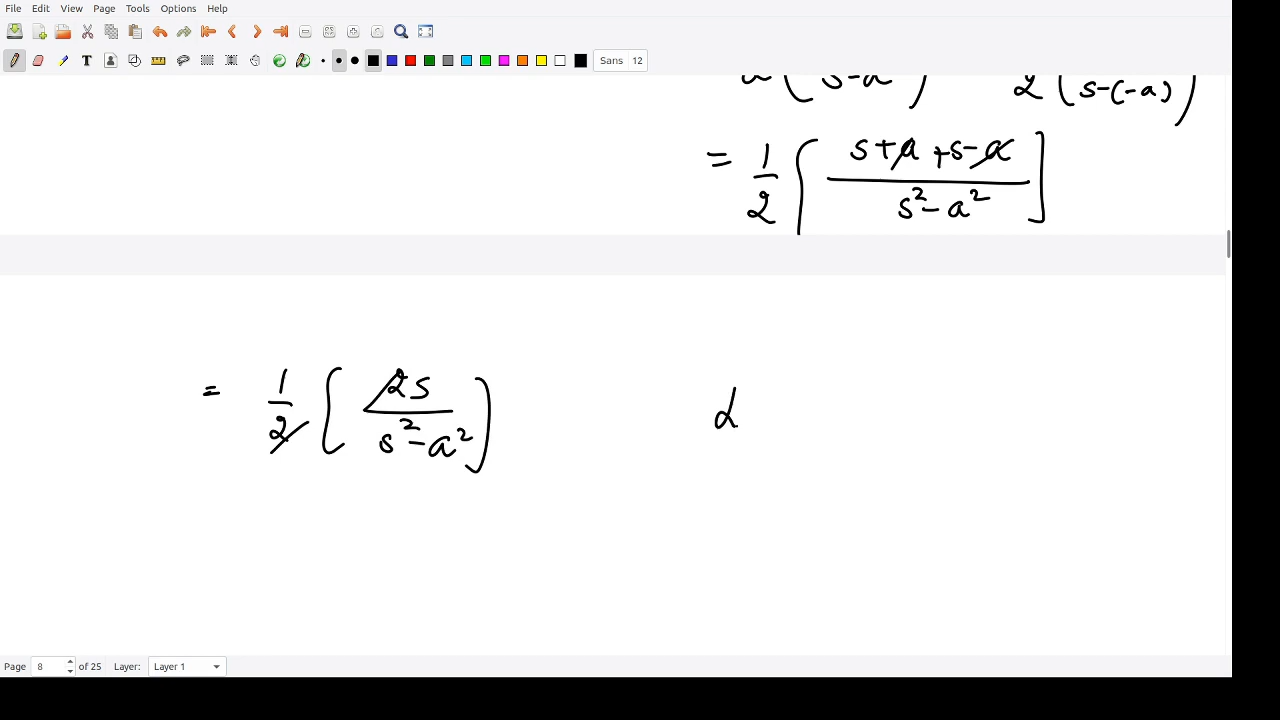 File Edit View Page Tools Options Help
T Sans 12
2 ( s-(-a) )
= 1/2 [ (s+a+s-a)/(s²-a²) ]
= 1/2 [ 2s/(s²-a²) ]
Page 8 of 25 Layer: Layer 1